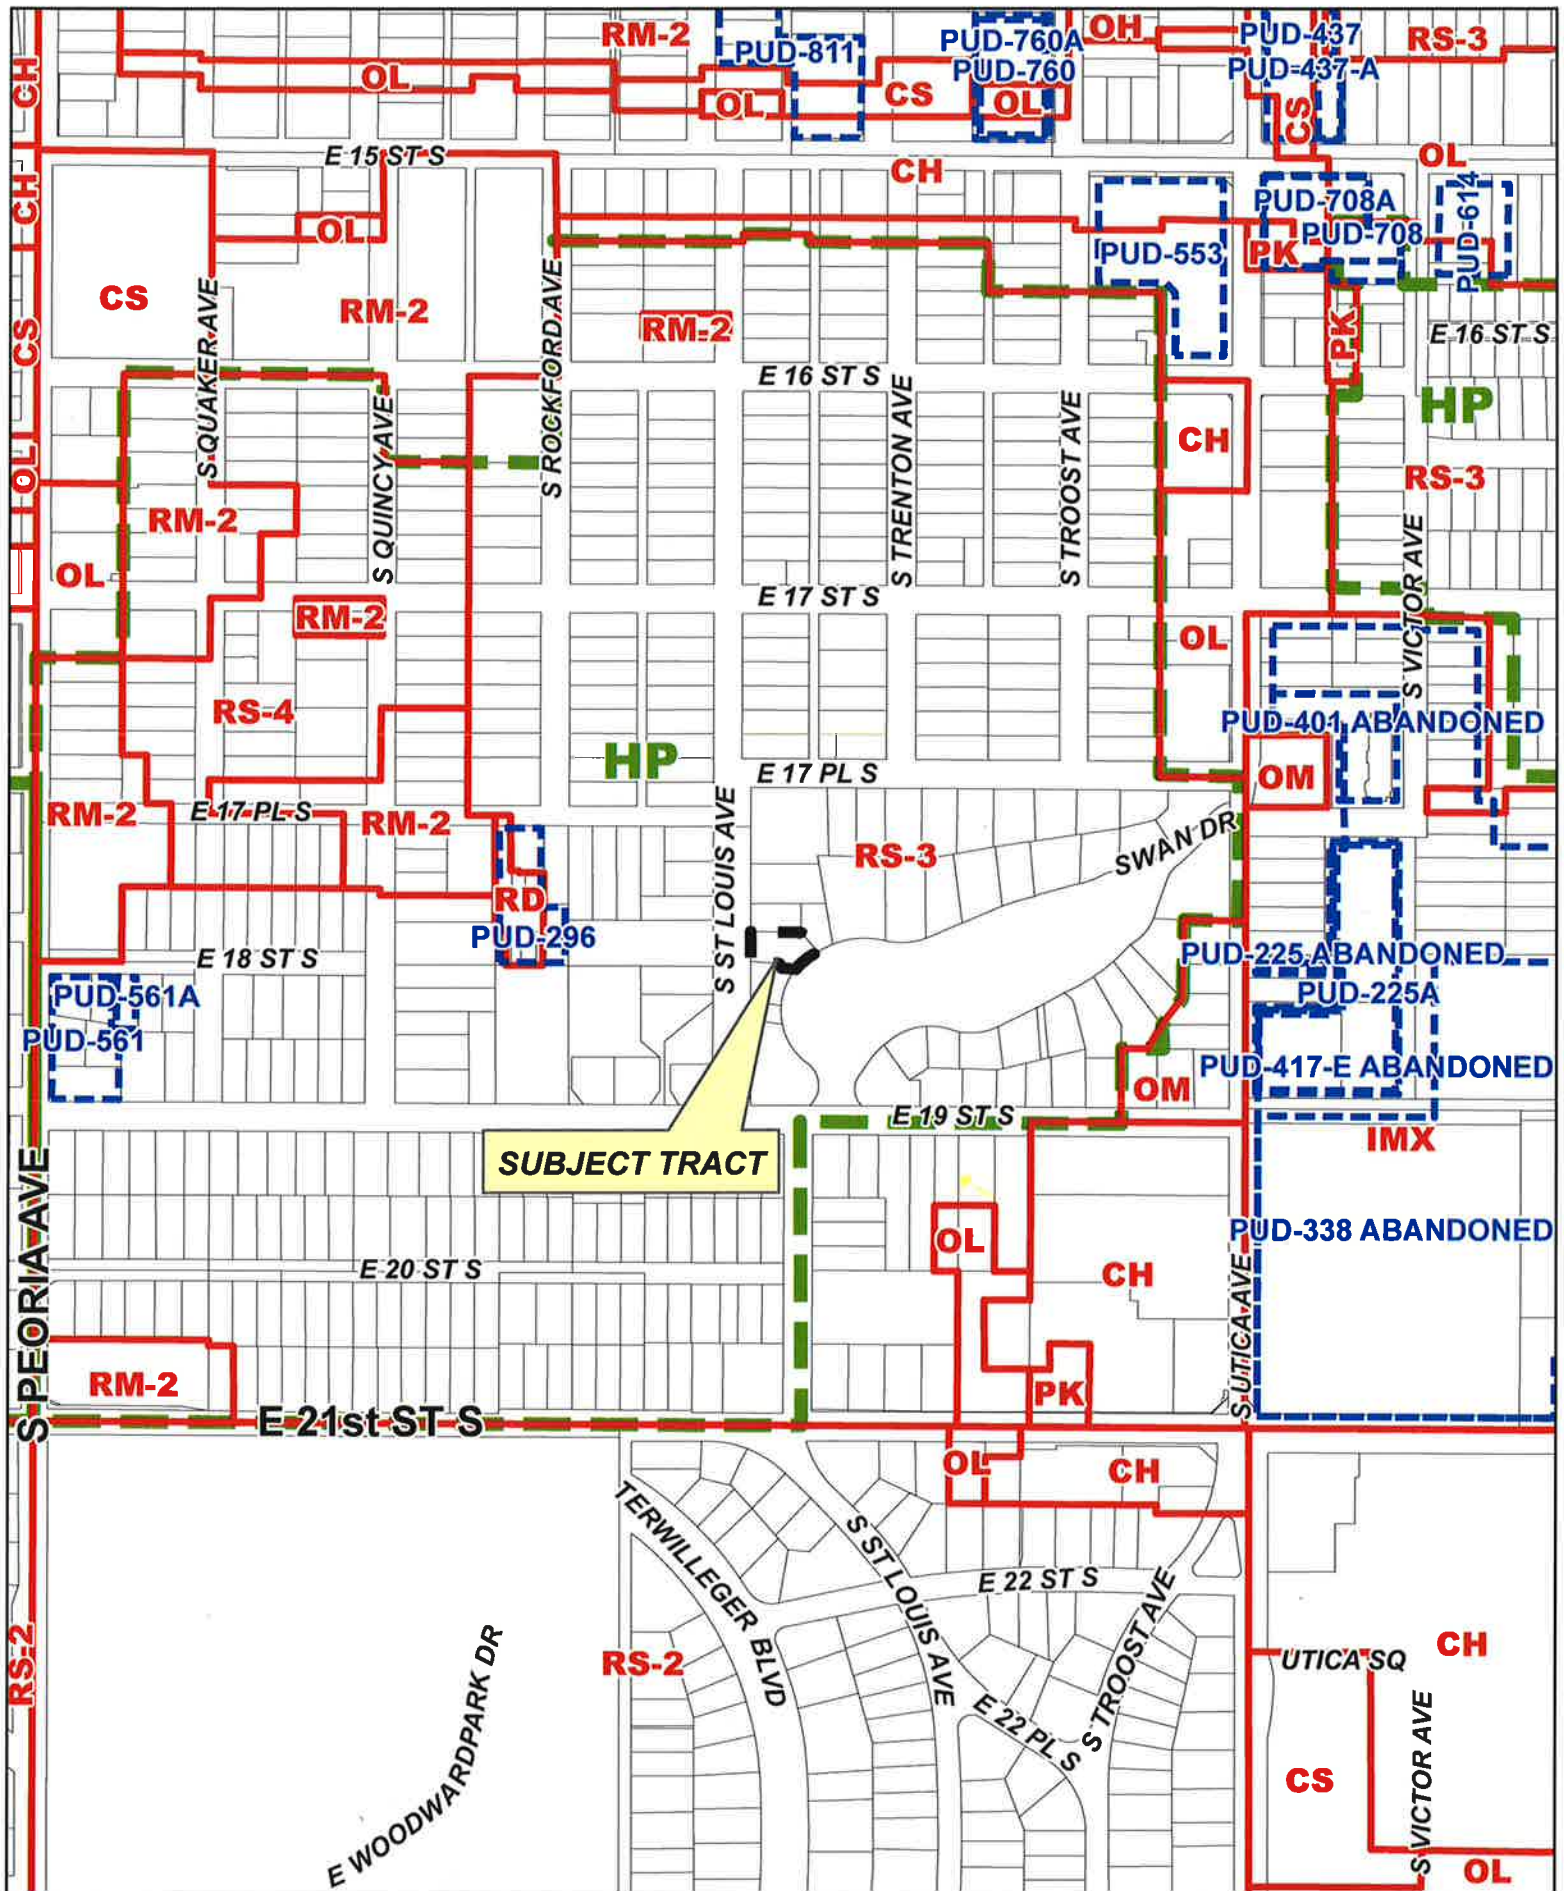 RM-2
PUD-811
PUD-760A
PUD-760
OH
PUD-437
PUD-437-A
RS-3
CH
OL
OL
CS
OL
CS
E 15 ST S
CH
OL
CH
OL
PUD-708A
PUD-708
PUD-614
PUD-553
PK
CS
S QUAKER AVE
RM-2
S ROCKFORD AVE
RM-2
CS
PK
E 16 ST S
E 16 ST S
HP
S QUINCY AVE
S TRENTON AVE
S TROOST AVE
CH
OL
RS-3
RM-2
OL
S VICTOR AVE
E 17 ST S
RM-2
OL
RS-4
PUD-401 ABANDONED
HP
E 17 PL S
OM
RM-2
E 17 PL S
RM-2
S ST LOUIS AVE
RS-3
SWAN DR
RD
PUD-296
E 18 ST S
PUD-225 ABANDONED
PUD-225A
PUD-561A
PUD-561
PUD-417-E ABANDONED
OM
E 19 ST S
IMX
SUBJECT TRACT
S PEORIA AVE
OL
PUD-338 ABANDONED
E 20 ST S
CH
S UTICA AVE
RM-2
PK
E 21st ST S
OL
CH
TERWILLEGER BLVD
S ST LOUIS AVE
E 22 ST S
S TROOST AVE
RS-2
RS-2
E WOODWARDPARK DR
E 22 PL S
UTICA SQ
CH
CS
S VICTOR AVE
OL